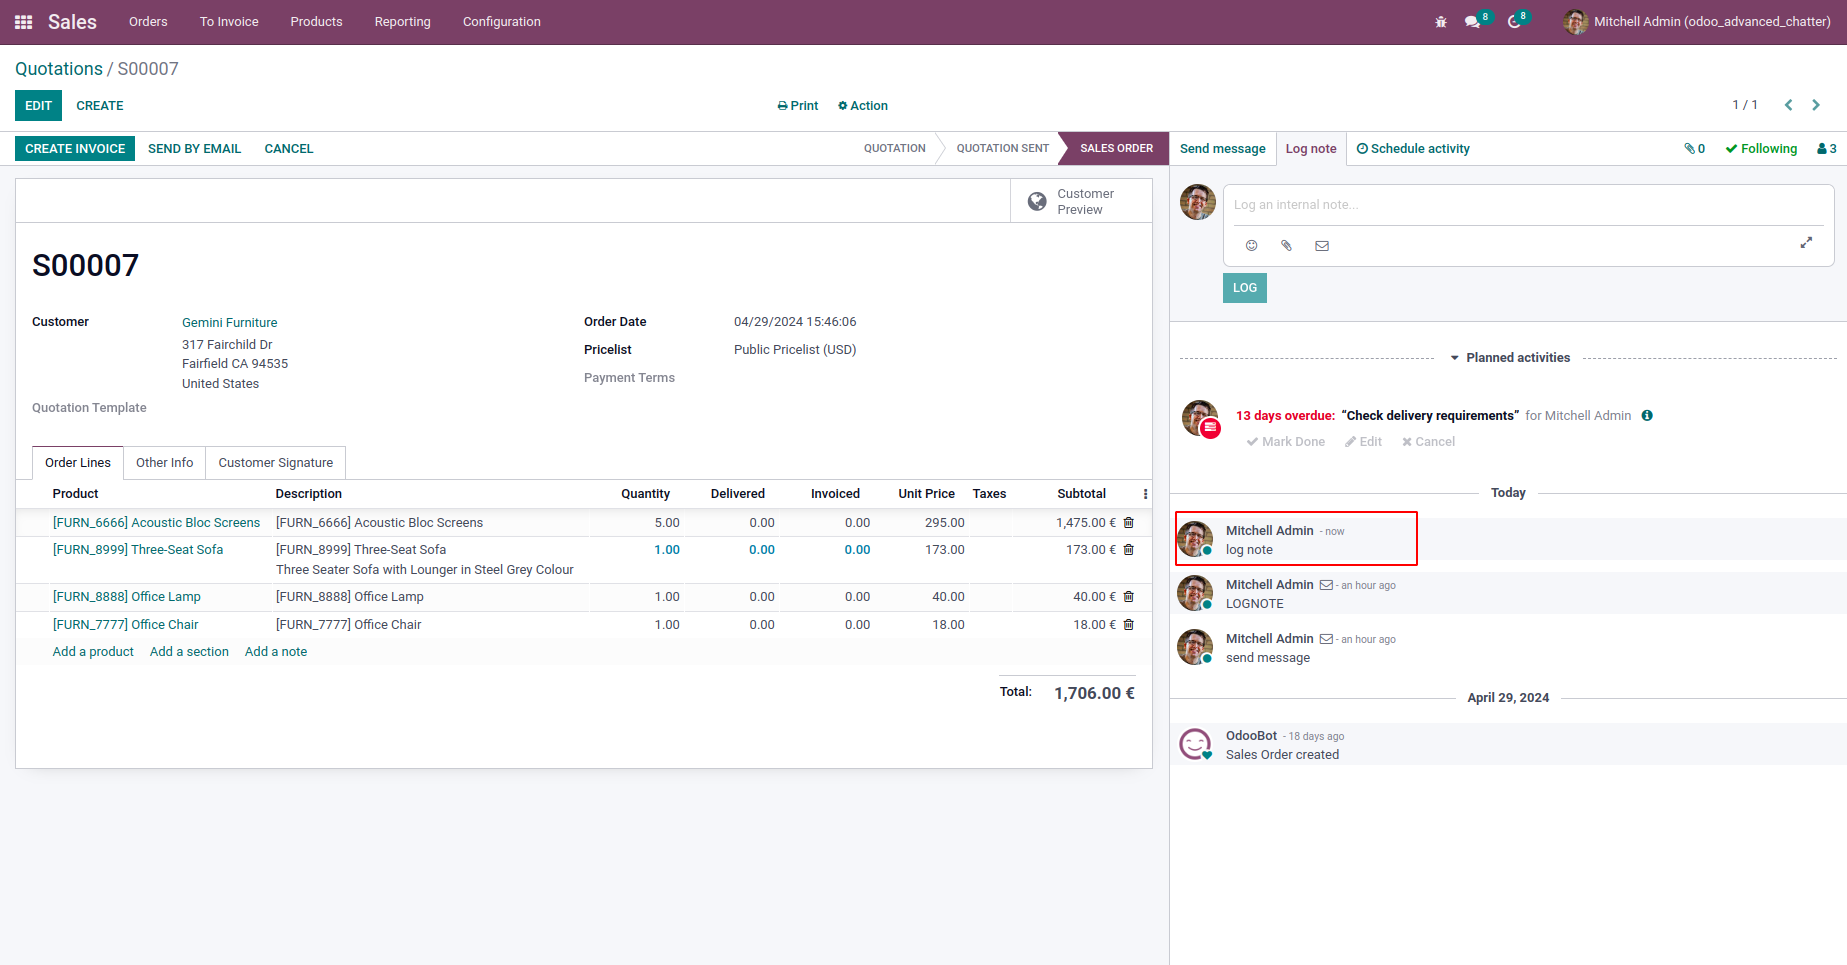 Sales Orders To Invoice Products Reporting Configuration 8 8 Mitchell Admin (odoo_advanced_chatter)
Quotations / S00007
EDIT CREATE Print Action 1 / 1
CREATE INVOICE SEND BY EMAIL CANCEL QUOTATION QUOTATION SENT SALES ORDER
Customer
Preview
S00007
Customer Gemini Furniture
317 Fairchild Dr
Fairfield CA 94535
United States
Quotation Template
Order Date 04/29/2024 15:46:06
Pricelist Public Pricelist (USD)
Payment Terms
Order Lines Other Info Customer Signature
Product Description Quantity Delivered Invoiced Unit Price Taxes Subtotal
[FURN_6666] Acoustic Bloc Screens [FURN_6666] Acoustic Bloc Screens 5.00 0.00 0.00 295.00 1,475.00 €
[FURN_8999] Three-Seat Sofa [FURN_8999] Three-Seat Sofa 1.00 0.00 0.00 173.00 173.00 €
Three Seater Sofa with Lounger in Steel Grey Colour
[FURN_8888] Office Lamp [FURN_8888] Office Lamp 1.00 0.00 0.00 40.00 40.00 €
[FURN_7777] Office Chair [FURN_7777] Office Chair 1.00 0.00 0.00 18.00 18.00 €
Add a product Add a section Add a note
Total: 1,706.00 €
Send message Log note Schedule activity 0 Following 3
Log an internal note...
LOG
Planned activities
13 days overdue: “Check delivery requirements” for Mitchell Admin
Mark Done Edit Cancel
Today
Mitchell Admin - now
log note
Mitchell Admin - an hour ago
LOGNOTE
Mitchell Admin - an hour ago
send message
April 29, 2024
OdooBot - 18 days ago
Sales Order created